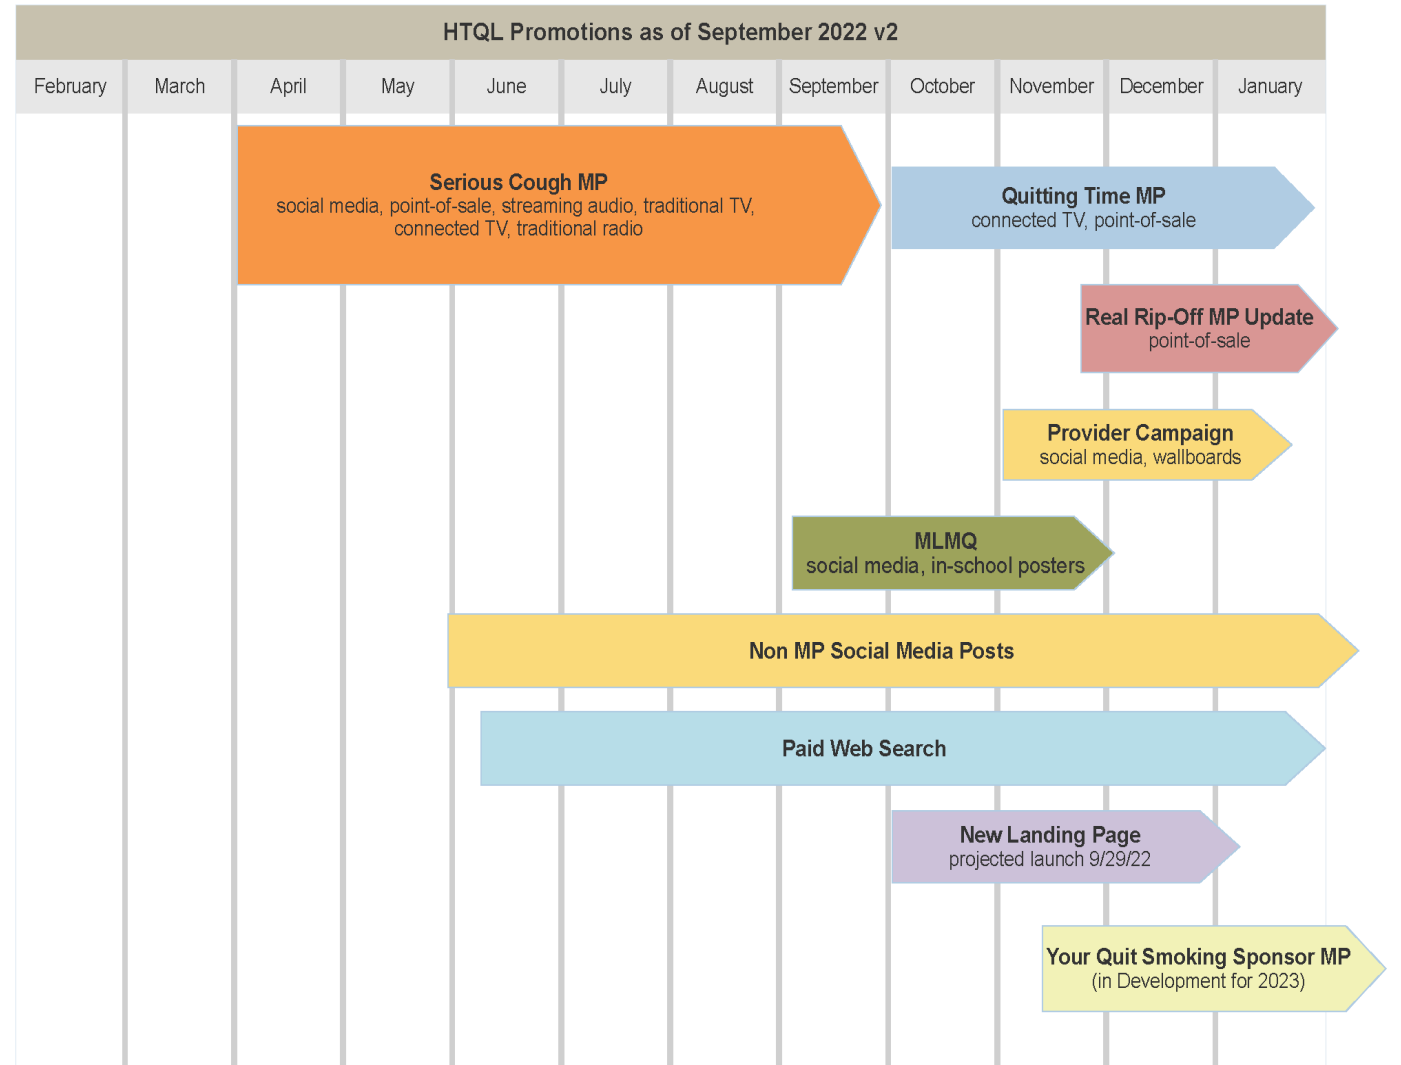 HTQL Promotions as of September 2022 v2
February March April May June July August September October November December January
Serious Cough MP
social media, point-of-sale, streaming audio, traditional TV,
connected TV, traditional radio
Quitting Time MP
connected TV, point-of-sale
Real Rip-Off MP Update
point-of-sale
Provider Campaign
social media, wallboards
MLMQ
social media, in-school posters
Non MP Social Media Posts
Paid Web Search
New Landing Page
projected launch 9/29/22
Your Quit Smoking Sponsor MP
(in Development for 2023)